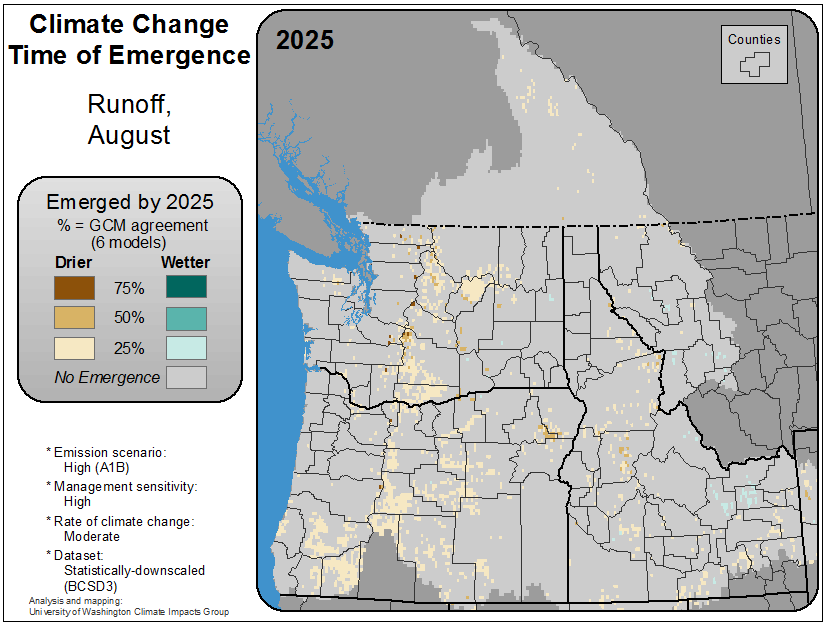 Climate Change
Time of Emergence
Runoff,
August
Emerged by 2025
% = GCM agreement
(6 models)
Drier Wetter
75%
50%
25%
No Emergence
* Emission scenario:
High (A1B)
* Management sensitivity:
High
* Rate of climate change:
Moderate
* Dataset:
Statistically-downscaled
(BCSD3)
Analysis and mapping:
University of Washington Climate Impacts Group
2025
Counties